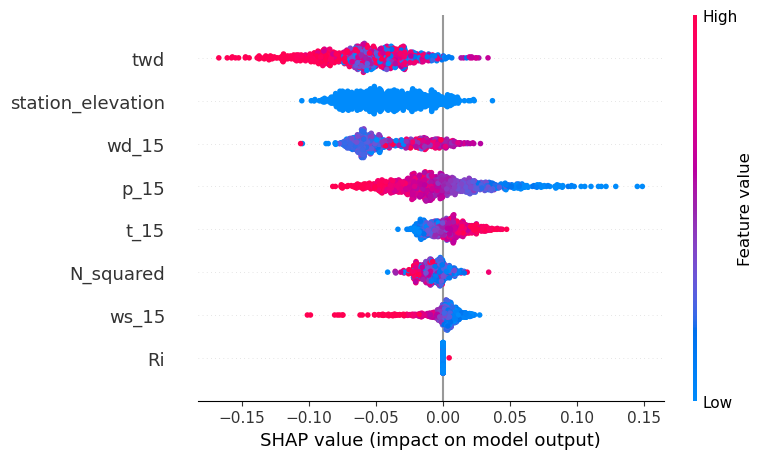 High
twd
station_elevation
wd_15
p_15
t_15
N_squared
ws_15
Ri
Feature value
Low
−0.15 −0.10 −0.05 0.00 0.05 0.10 0.15
SHAP value (impact on model output)